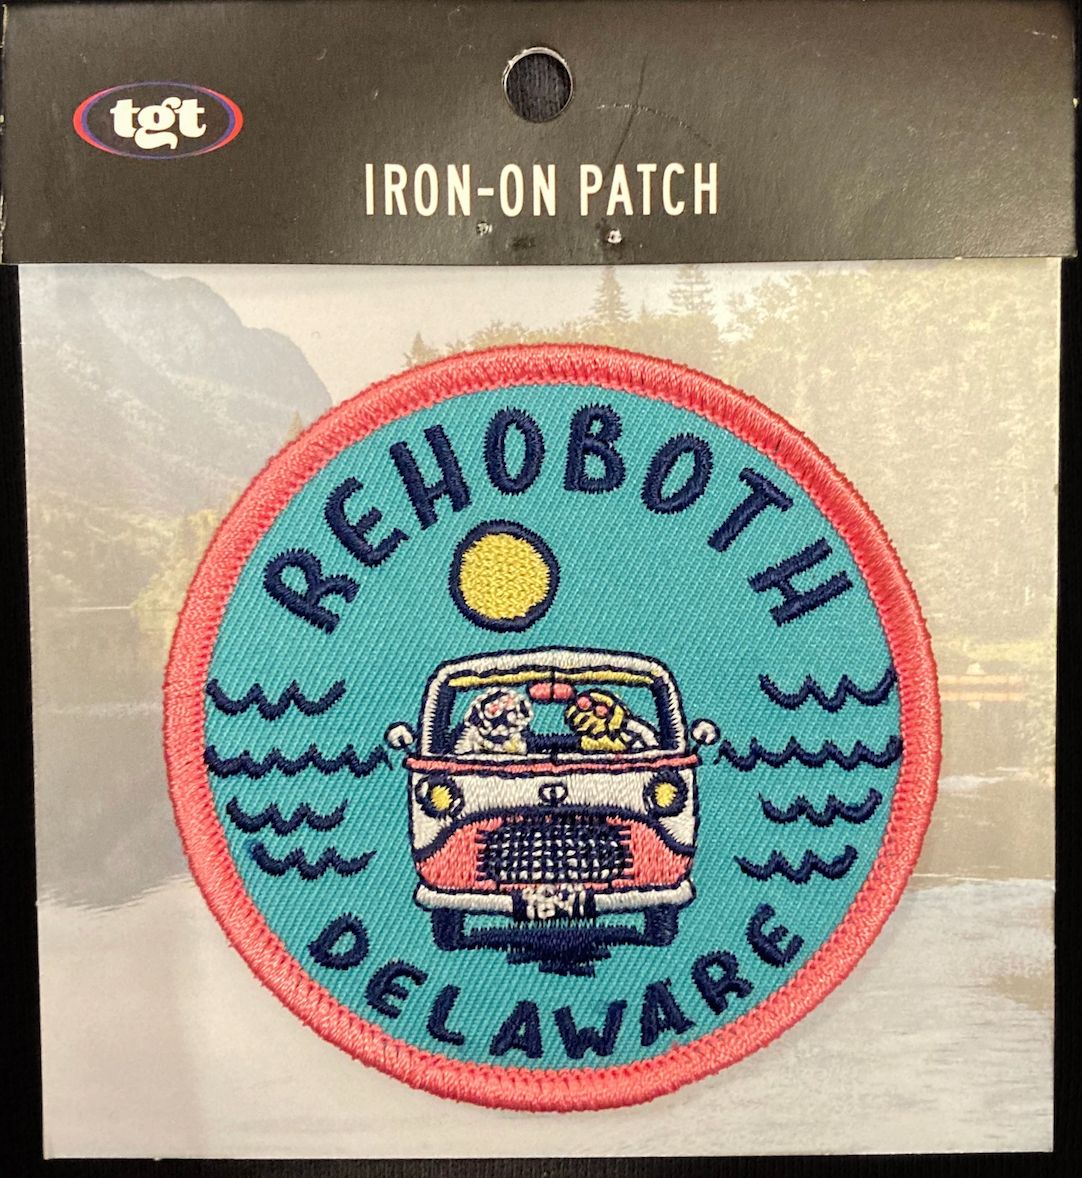 tgt
IRON-ON PATCH
REHOBOTH
DELAWARE